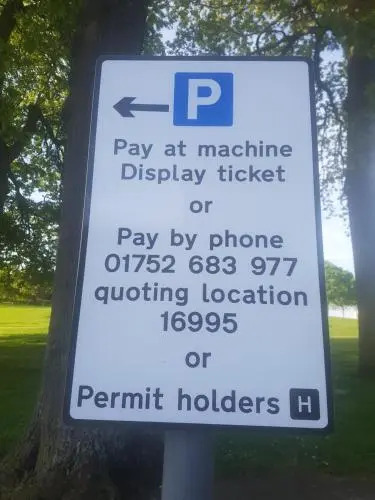 P
Pay at machine
Display ticket
or
Pay by phone
01752 683 977
quoting location
16995
or
Permit holders H